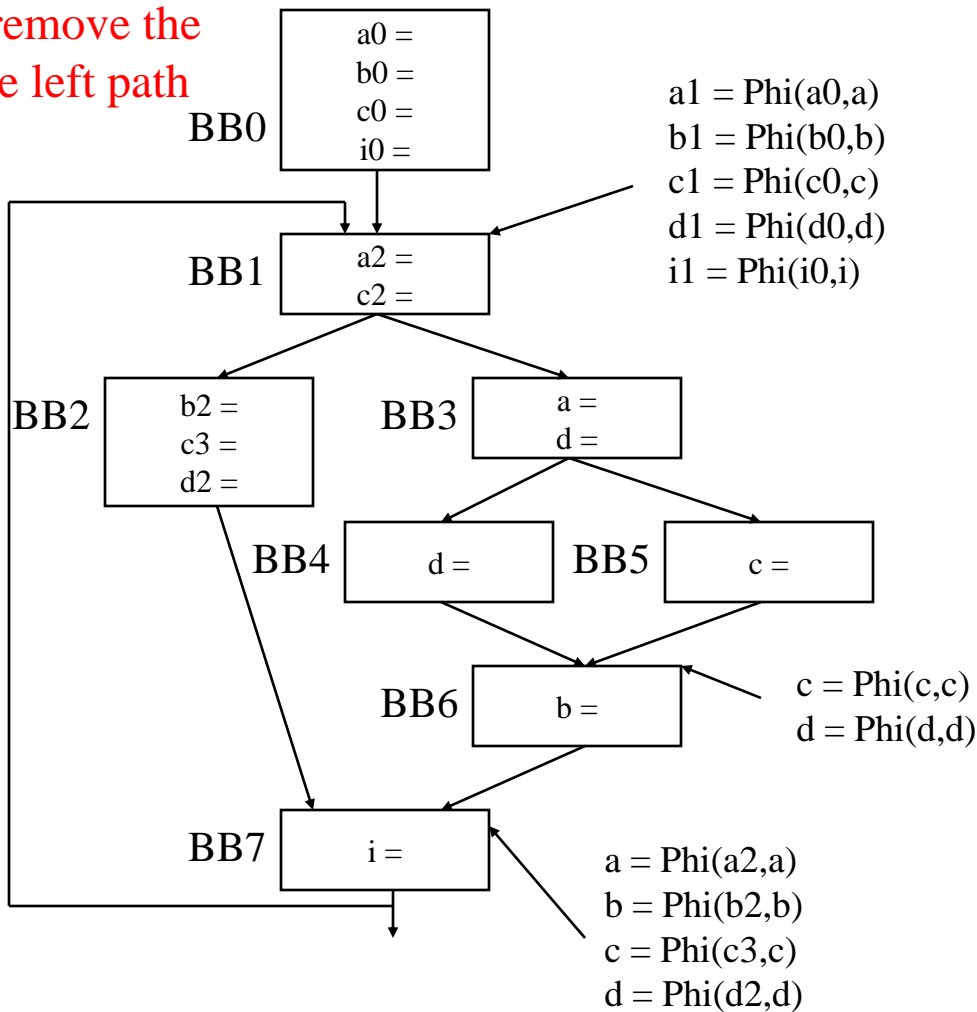 remove the
e left path
a0 =
b0 =
c0 =
i0 =
BB0
a1 = Phi(a0,a)
b1 = Phi(b0,b)
c1 = Phi(c0,c)
d1 = Phi(d0,d)
i1 = Phi(i0,i)
BB1
a2 =
c2 =
BB2
b2 =
c3 =
d2 =
BB3
a =
d =
BB4
d =
BB5
c =
BB6
b =
c = Phi(c,c)
d = Phi(d,d)
BB7
i =
a = Phi(a2,a)
b = Phi(b2,b)
c = Phi(c3,c)
d = Phi(d2,d)